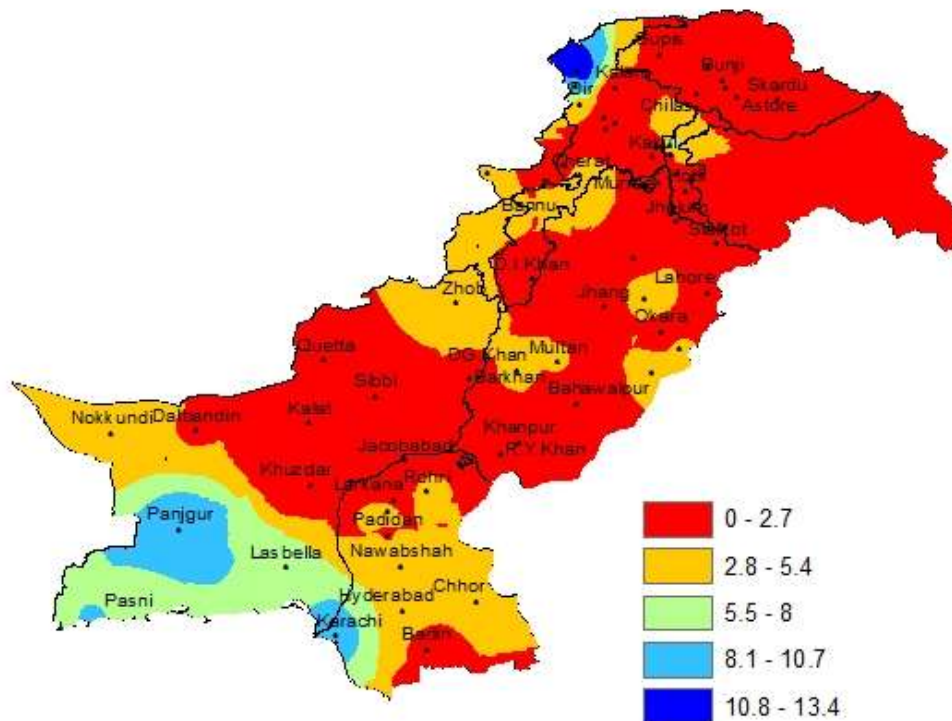 Gupis
Bunji
Skardu
Astore
Kalam
Dir
Chilas
Kakul
Cherat
Bannu
Jhelum
Sialkot
D.I Khan
Lahore
Zhob
Jhang
Okara
Quetta
DG Khan
Multan
Barkhan
Sibbi
Bahawalpur
Nokkundi
Dalbandin
Kalat
Khanpur
R.Y Khan
Jacobabad
Khuzdar
Larkana
Rohri
Padidan
Panjgur
Lasbella
Nawabshah
Pasni
Hyderabad
Chhor
Karachi
Badin
0 - 2.7
2.8 - 5.4
5.5 - 8
8.1 - 10.7
10.8 - 13.4